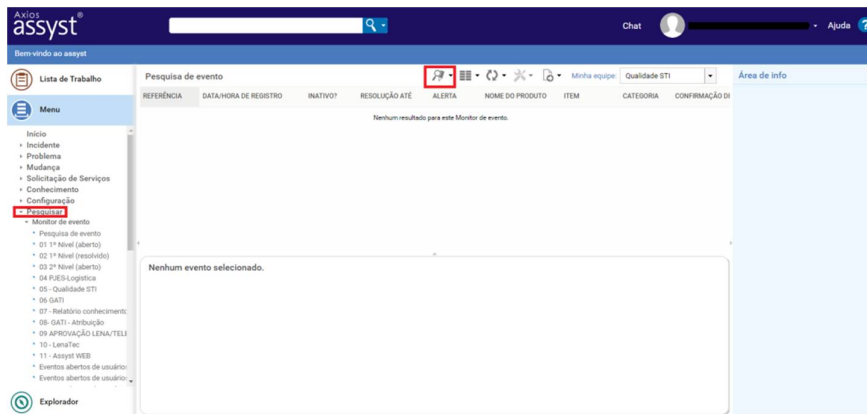 Axios®
assyst®
Chat
Ajuda
Bem-vindo ao assyst
Lista de Trabalho
Menu
Início
Incidente
Problema
Mudança
Solicitação de Serviços
Conhecimento
Configuração
Pesquisar
Monitor de evento
Pesquisa de evento
01 1º Nivel (aberto)
02 1º Nivel (resolvido)
03 2º Nivel (aberto)
04 PJES-Logistica
05 - Qualidade STI
06 GATI
07 - Relatório conhecimento
08- GATI - Atribuição
09 APROVAÇÃO LENA/TELE
10 - LenaTec
11 - Assyst WEB
Eventos abertos de usuário
Eventos abertos de usuário
Explorador
Pesquisa de evento
Minha equipe: Qualidade STI
REFERÊNCIA DATA/HORA DE REGISTRO INATIVO? RESOLUÇÃO ATÉ ALERTA NOME DO PRODUTO ITEM CATEGORIA CONFIRMAÇÃO DI
Nenhum resultado para este Monitor de evento.
Nenhum evento selecionado.
Área de info